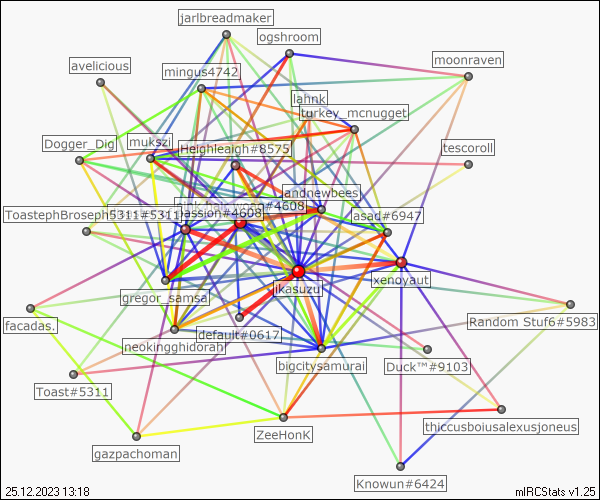 jarlbreadmaker
ogshroom
moonraven
avelicious
mingus4742
lahnk
turkey_mcnugget
Dogger_Dig
mukszi
Heighleaigh#8575
tescoroll
andnewbees
ToastephBroseph5311#5311
passion#4608
#4608
asad#6947
gregor_samsa
jkasuzu
xenoyaut
facadas.
neokingghidorah
default#0617
Random Stuf6#5983
bigcitysamurai
Duck™#9103
Toast#5311
thiccusboiusalexusjoneus
ZeeHonK
gazpachoman
Knowun#6424
25.12.2023 13:18
mIRCStats v1.25